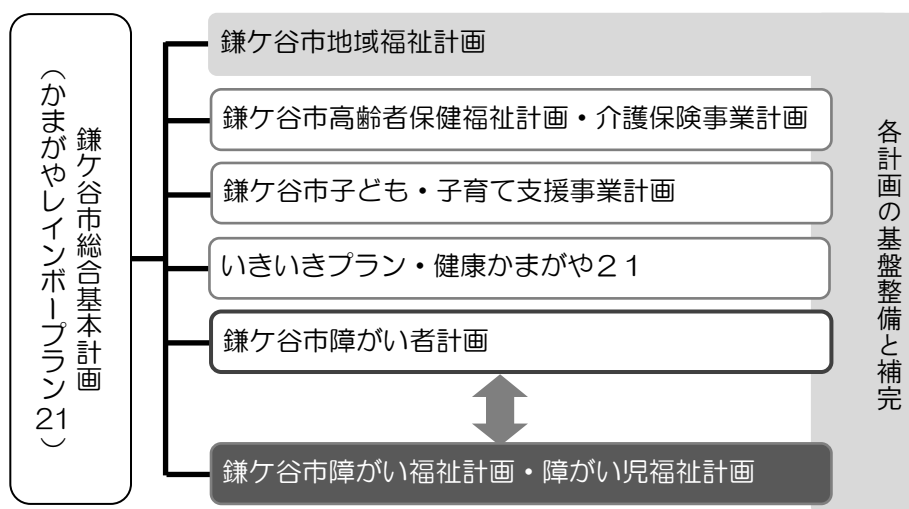 鎌ケ谷市総合基本計画
（かまがやレインボープラン21）
鎌ケ谷市地域福祉計画
鎌ケ谷市高齢者保健福祉計画・介護保険事業計画
鎌ケ谷市子ども・子育て支援事業計画
いきいきプラン・健康かまがや２１
鎌ケ谷市障がい者計画
鎌ケ谷市障がい福祉計画・障がい児福祉計画
各計画の基盤整備と補完